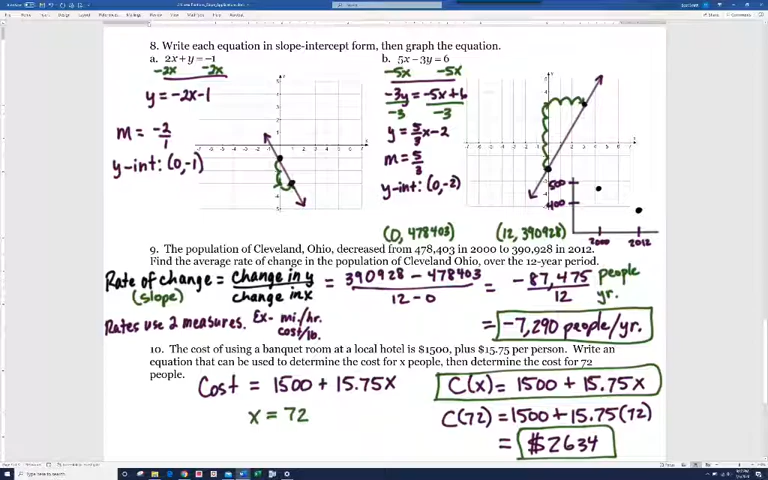 8. Write each equation in slope-intercept form, then graph the equation.
a. 2x + y = −1
-2x -2x
y = -2x - 1
m = -2/1
y-int: (0,-1)
b. 5x − 3y = 6
-5x -5x
-3y = -5x + 6
-3 -3
y = 5/3 x - 2
m = 5/3
y-int: (0,-2)
500
400
2000 2012
(0, 478403) (12, 390928)
9. The population of Cleveland, Ohio, decreased from 478,403 in 2000 to 390,928 in 2012.
Find the average rate of change in the population of Cleveland Ohio, over the 12-year period.
Rate of change = change in y / change in x = 390928 - 478403 / 12 - 0 = -87,475 / 12 people / yr.
(slope)
Rates use 2 measures. Ex- mi./hr. cost/lb.
= -7,290 people/yr.
10. The cost of using a banquet room at a local hotel is $1500, plus $15.75 per person. Write an
equation that can be used to determine the cost for x people, then determine the cost for 72
people.
Cost = 1500 + 15.75x
x = 72
C(x) = 1500 + 15.75x
C(72) = 1500 + 15.75(72)
= $2634